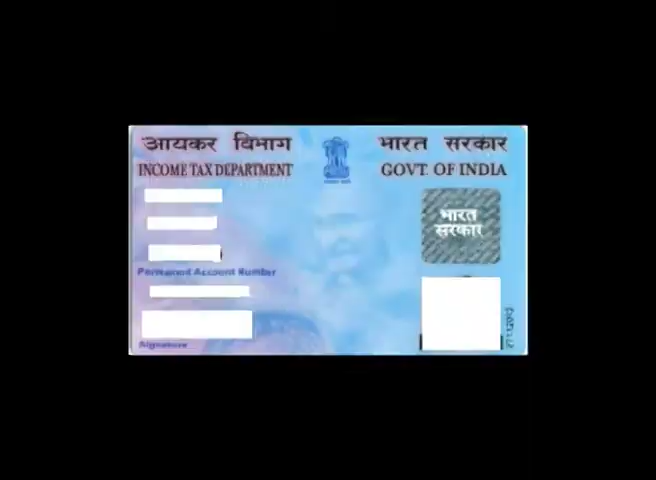 आयकर विभाग
भारत सरकार
INCOME TAX DEPARTMENT
GOVT. OF INDIA
भारत
सरकार
Permanent Account Number
Signature